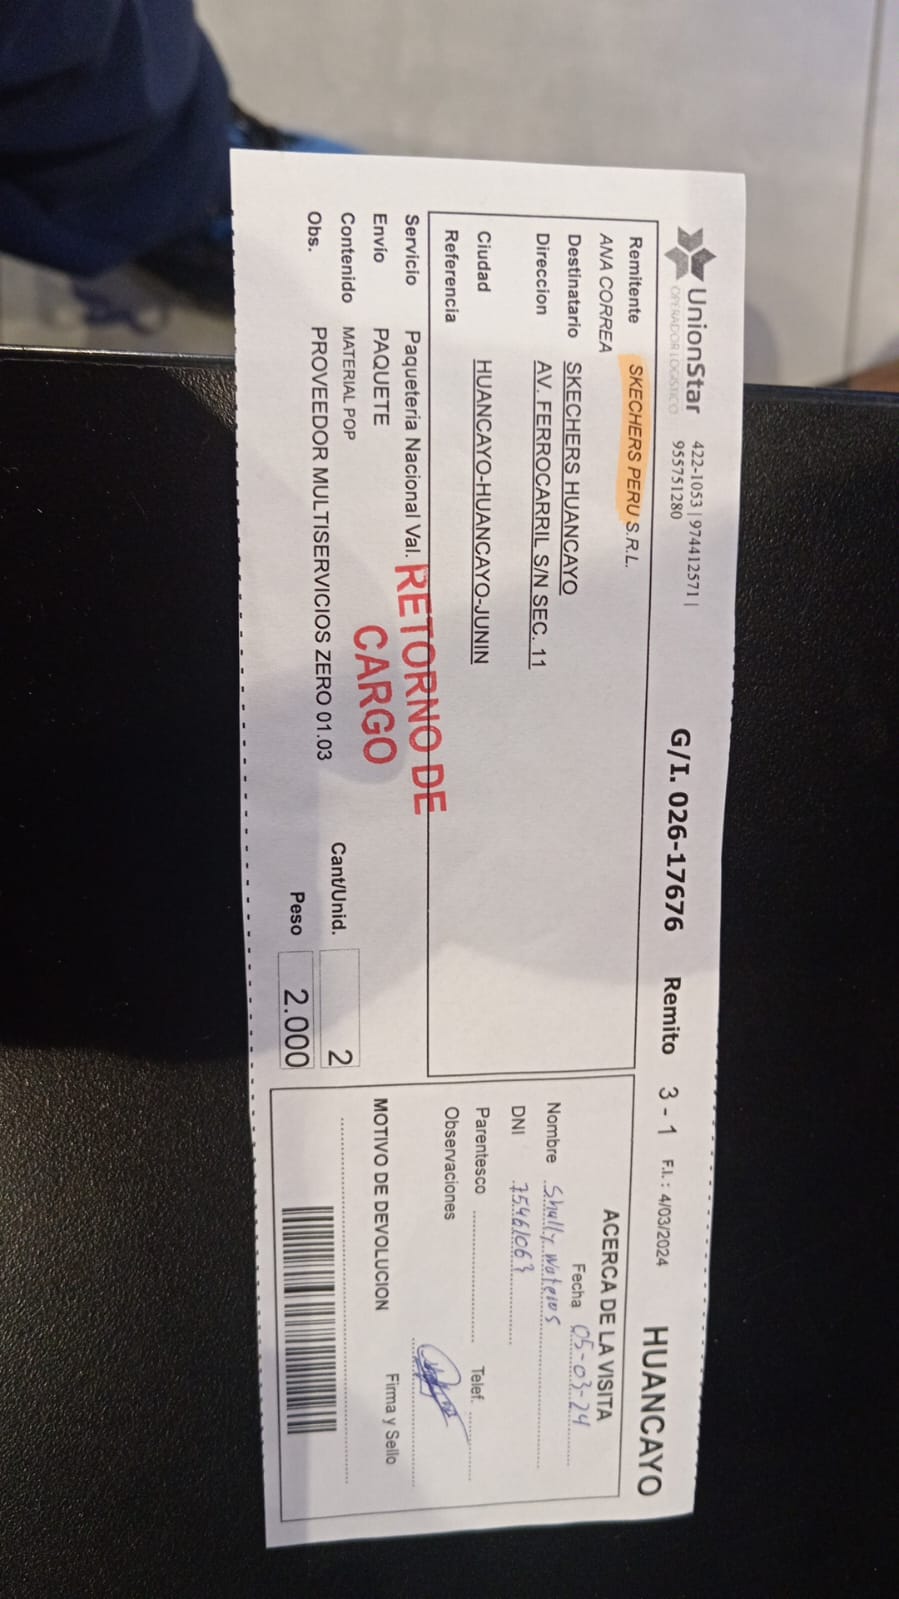 UnionStar
OPERADOR LOGISTICO
422-1053 | 974412571 |
955751280
G/I. 026-17676 Remito 3 - 1 F.I. : 4/03/2024 HUANCAYO
Remitente SKECHERS PERU S.R.L.
ANA CORREA
Destinatario SKECHERS HUANCAYO
Direccion AV. FERROCARRIL S/N SEC. 11
Ciudad HUANCAYO-HUANCAYO-JUNIN
Referencia
Servicio Paqueteria Nacional Val.
Envío PAQUETE
Contenido MATERIAL POP
Obs. PROVEEDOR MULTISERVICIOS ZERO 01.03
RETORNO DE
CARGO
Cant/Unid. 2
Peso 2.000
ACERCA DE LA VISITA
Fecha 05-03-24
Nombre Shully
DNI 75461063
Parentesco Telef.
Observaciones
Firma y Sello
MOTIVO DE DEVOLUCION